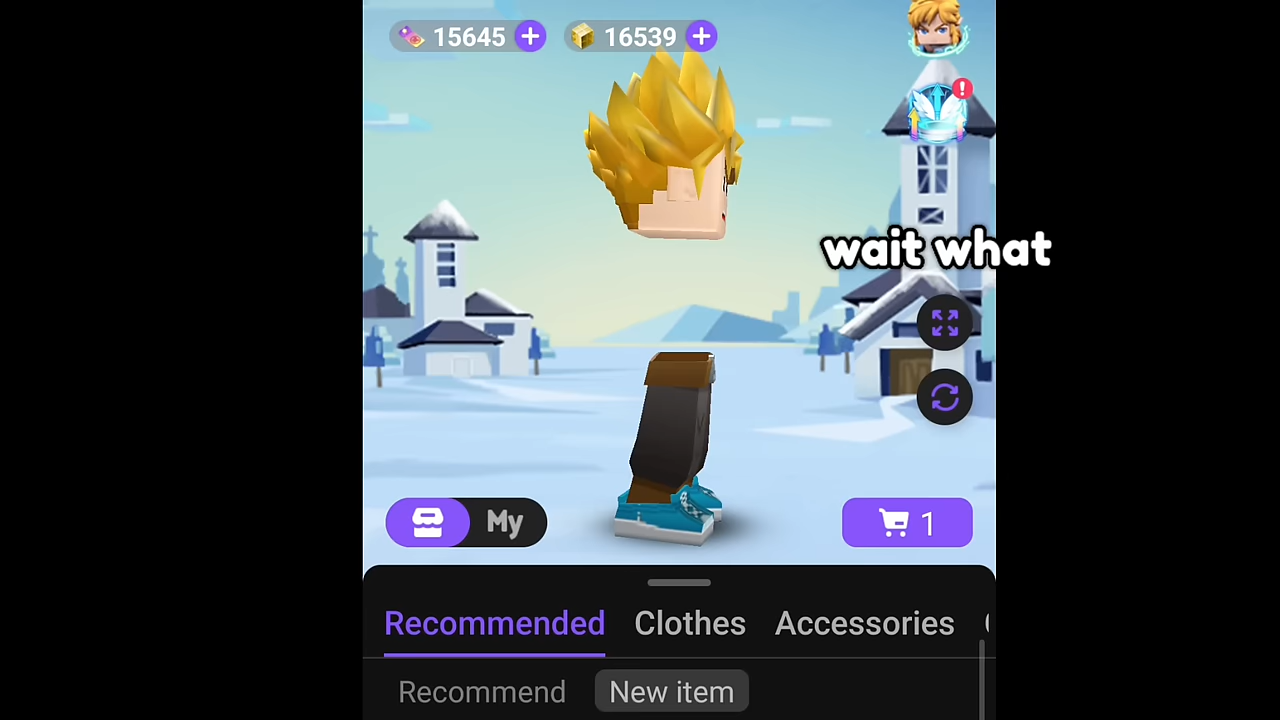 15645 +
16539 +
!
wait what
My
1
Recommended Clothes Accessories
Recommend New item